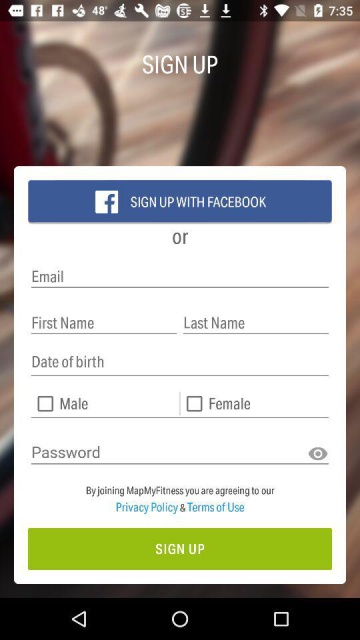 48°
7:35
SIGN UP
SIGN UP WITH FACEBOOK
or
Email
First Name Last Name
Date of birth
Male Female
Password
By joining MapMyFitness you are agreeing to our
Privacy Policy & Terms of Use
SIGN UP